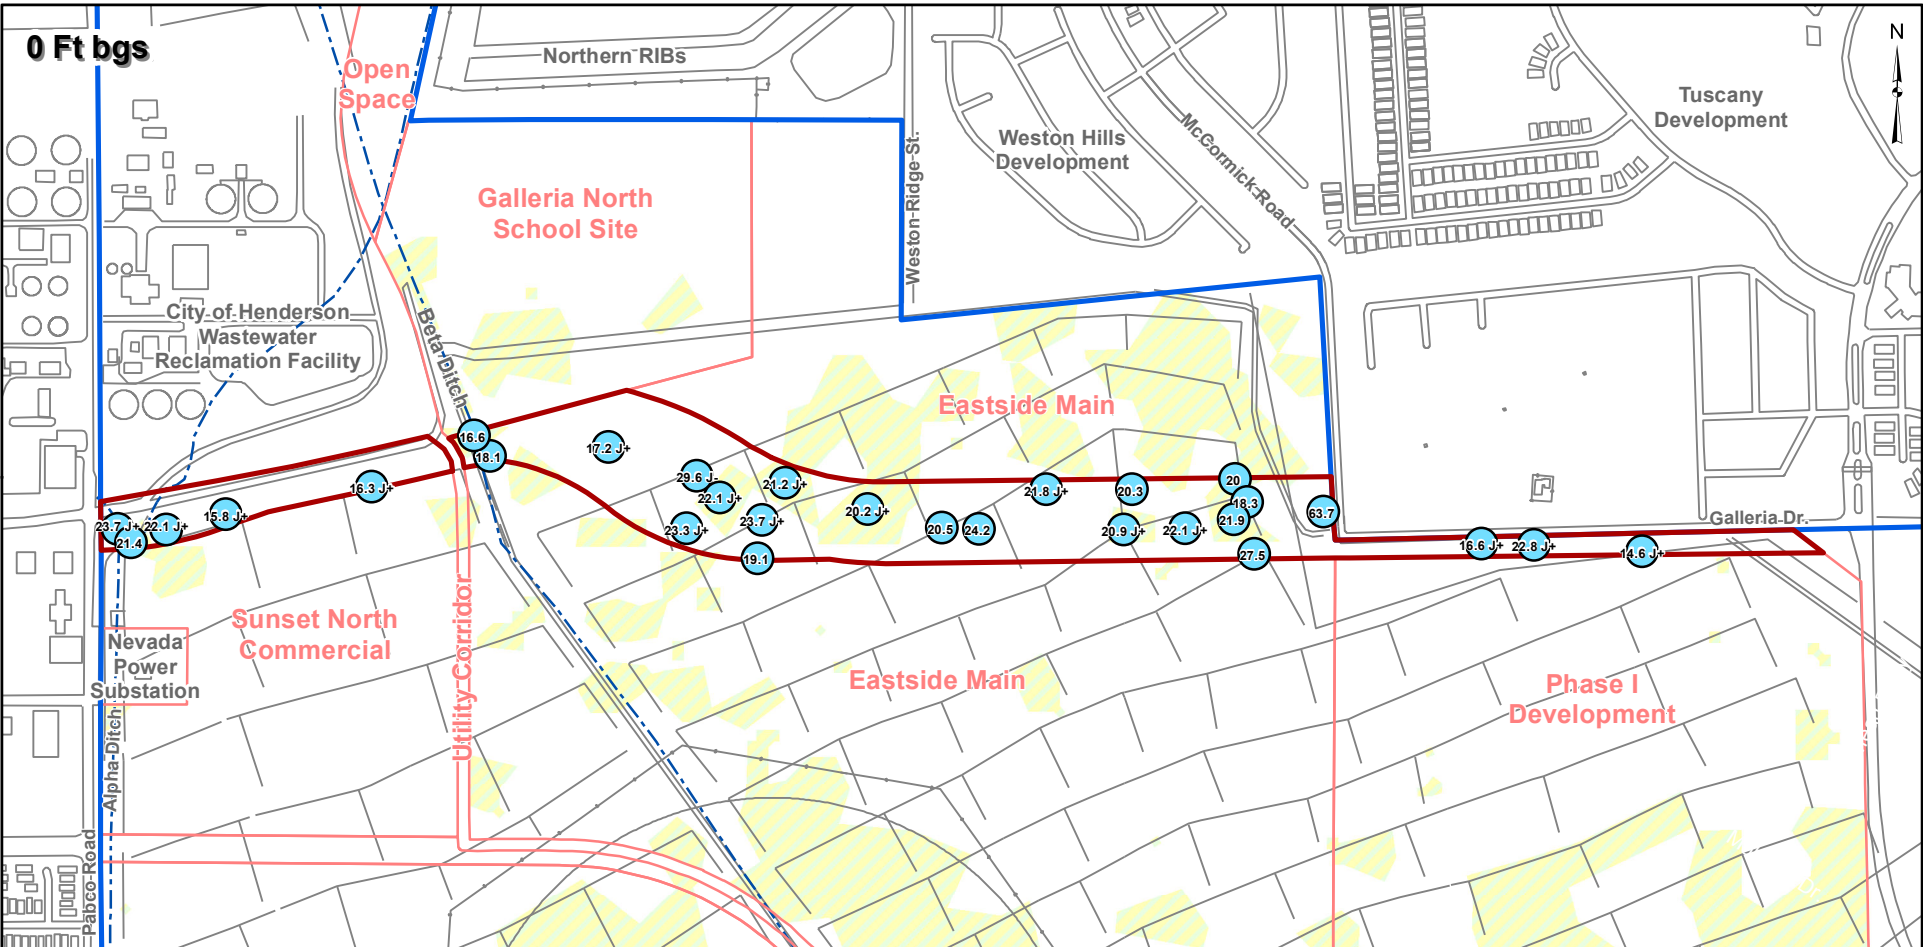 0 Ft bgs
N
Northern RIBs
Open
Space
Tuscany
Development
Weston Hills
Development
McCormick Road
Weston Ridge St.
Galleria North
School Site
City of Henderson
Wastewater
Reclamation Facility
Beta Ditch
Eastside Main
16.6
18.1
17.2 J+
29.6 J-
22.1 J+
21.2 J+
23.3 J+
23.7 J+
19.1
20.2 J+
20.5
24.2
21.8 J+
20.3
20.9 J+
22.1 J+
20
18.3
21.9
27.5
63.7
16.6 J+
22.8 J+
14.6 J+
Galleria Dr.
16.3 J+
15.8 J+
22.1 J+
23.7 J+
21.4
Sunset North
Commercial
Nevada
Power
Substation
Utility Corridor
Eastside Main
Phase I
Development
Alpha Ditch
Pabco Road